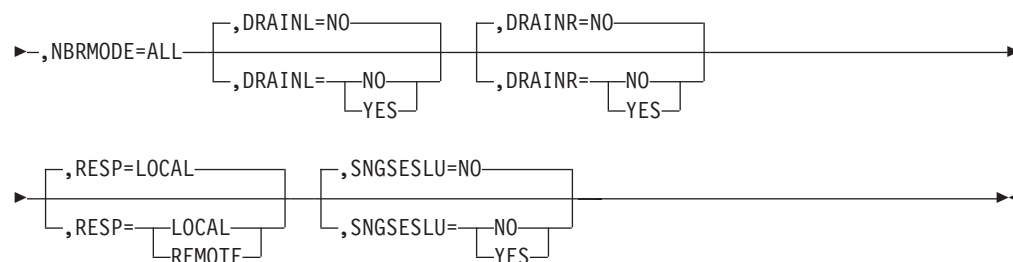 ,DRAINL=NO ,DRAINR=NO
,NBRMODE=ALL
,DRAINL= NO ,DRAINR= NO
YES YES
,RESP=LOCAL ,SNGSESLU=NO
,RESP= LOCAL ,SNGSESLU= NO
REMOTE YES